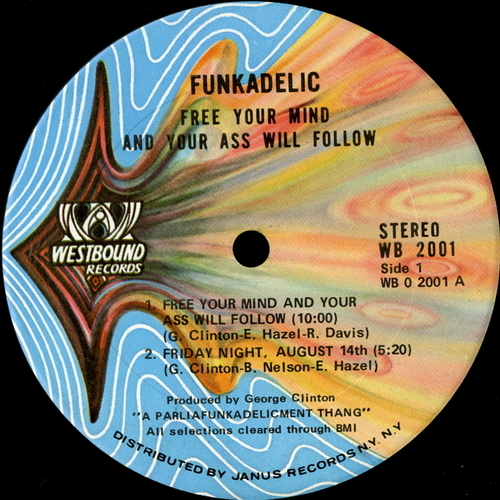 FUNKADELIC
FREE YOUR MIND
AND YOUR ASS WILL FOLLOW
WESTBOUND
RECORDS
STEREO
WB 2001
Side 1
WB 0 2001 A
1. FREE YOUR MIND AND YOUR
ASS WILL FOLLOW (10:00)
(G. Clinton-E. Hazel-R. Davis)
2. FRIDAY NIGHT, AUGUST 14th (5:20)
(G. Clinton-B. Nelson-E. Hazel)
Produced by George Clinton
"A PARLIAFUNKADELICMENT THANG"
All selections cleared through BMI
DISTRIBUTED BY JANUS RECORDS N.Y. N.Y